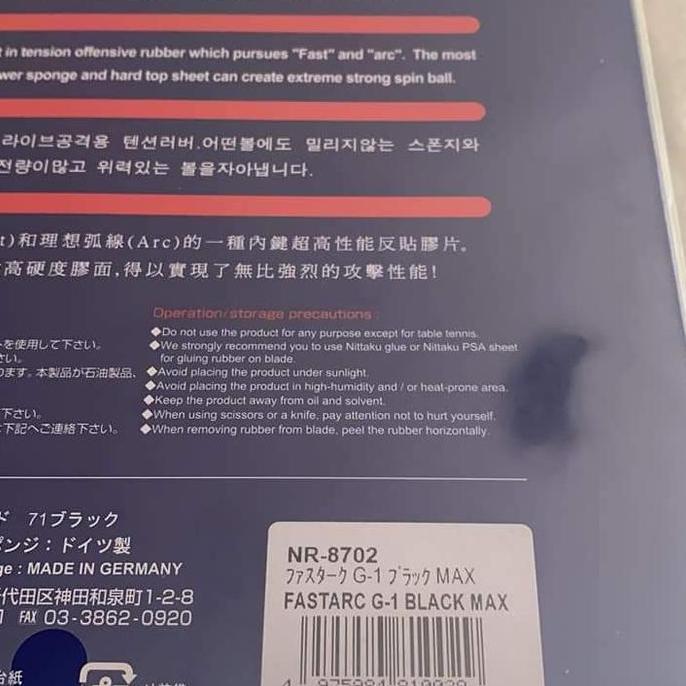 in tension offensive rubber which pursues "Fast" and "arc". The most
wer sponge and hard top sheet can create extreme strong spin ball.
라이브공격용 텐션러버.어떤볼에도 밀리지않는 스폰지와
전량이많고 위력있는 볼을자아냅니다.
t)和理想弧線(Arc)的一種內鍵超高性能反貼膠片。
高硬度膠面,得以實現了無比強烈的攻擊性能!
Operation/storage precautions :
◆Do not use the product for any purpose except for table tennis.
を使用して下さい。 ◆We strongly recommend you to use Nittaku glue or Nittaku PSA sheet
さい。 for gluing rubber on blade.
ります。本製品が石油製品、 ◆Avoid placing the product under sunlight.
◆Avoid placing the product in high-humidity and / or heat-prone area.
◆Keep the product away from oil and solvent.
下さい。 ◆When using scissors or a knife, pay attention not to hurt yourself.
下記へご連絡下さい。 ◆When removing rubber from blade, peel the rubber horizontally.
ド 71ブラック
ポンジ：ドイツ製
ge : MADE IN GERMANY
代田区神田和泉町1-2-8
FAX 03-3862-0920
台紙
NR-8702
ファスターク G-1 ブラック MAX
FASTARC G-1 BLACK MAX